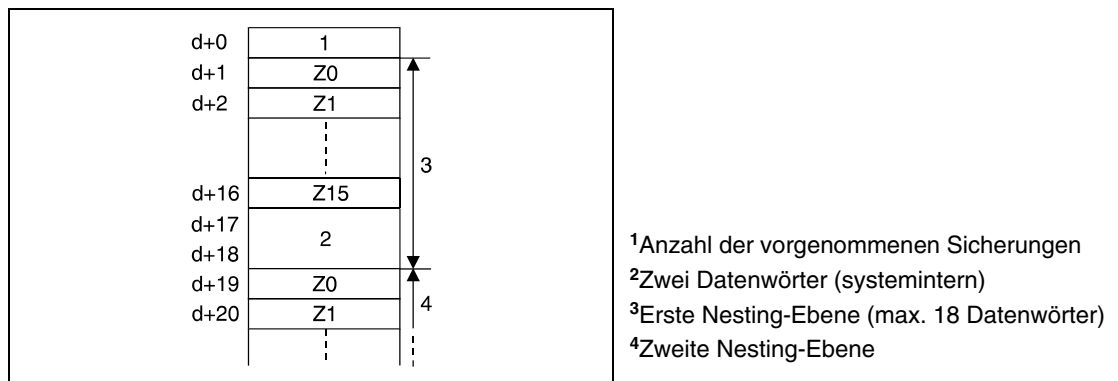 d+0 1
d+1 Z0
d+2 Z1
3
d+16 Z15
d+17
2
d+18
d+19 Z0
4
d+20 Z1
1Anzahl der vorgenommenen Sicherungen
2Zwei Datenwörter (systemintern)
3Erste Nesting-Ebene (max. 18 Datenwörter)
4Zweite Nesting-Ebene